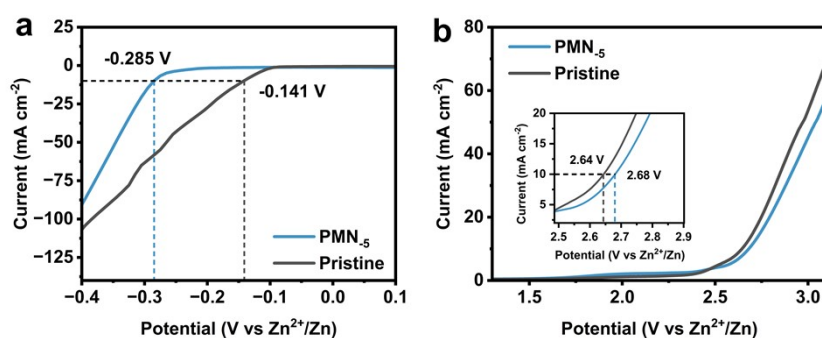 a
-0.285 V
-0.141 V
PMN-5
Pristine
Current (mA cm-2)
25
0
−25
−50
−75
−100
−125
−0.4 −0.3 −0.2 −0.1 0.0 0.1
Potential (V vs Zn2+/Zn)
b
PMN-5
Pristine
Current (mA cm-2)
80
60
40
20
0
1.5 2.0 2.5 3.0
Potential (V vs Zn2+/Zn)
2.64 V
2.68 V
Current (mA cm-2)
20
15
10
5
2.5 2.6 2.7 2.8 2.9
Potential (V vs Zn2+/Zn)